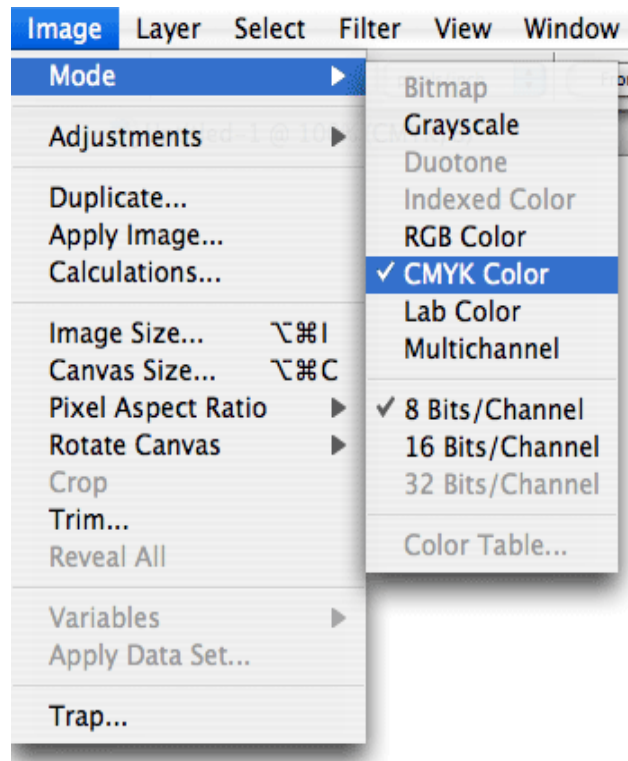 Image Layer Select Filter View Window
Mode
Adjustments
Duplicate...
Apply Image...
Calculations...
Image Size... ⌥⌘I
Canvas Size... ⌥⌘C
Pixel Aspect Ratio
Rotate Canvas
Crop
Trim...
Reveal All
Variables
Apply Data Set...
Trap...
Bitmap
Grayscale
Duotone
Indexed Color
RGB Color
✓ CMYK Color
Lab Color
Multichannel
✓ 8 Bits/Channel
16 Bits/Channel
32 Bits/Channel
Color Table...